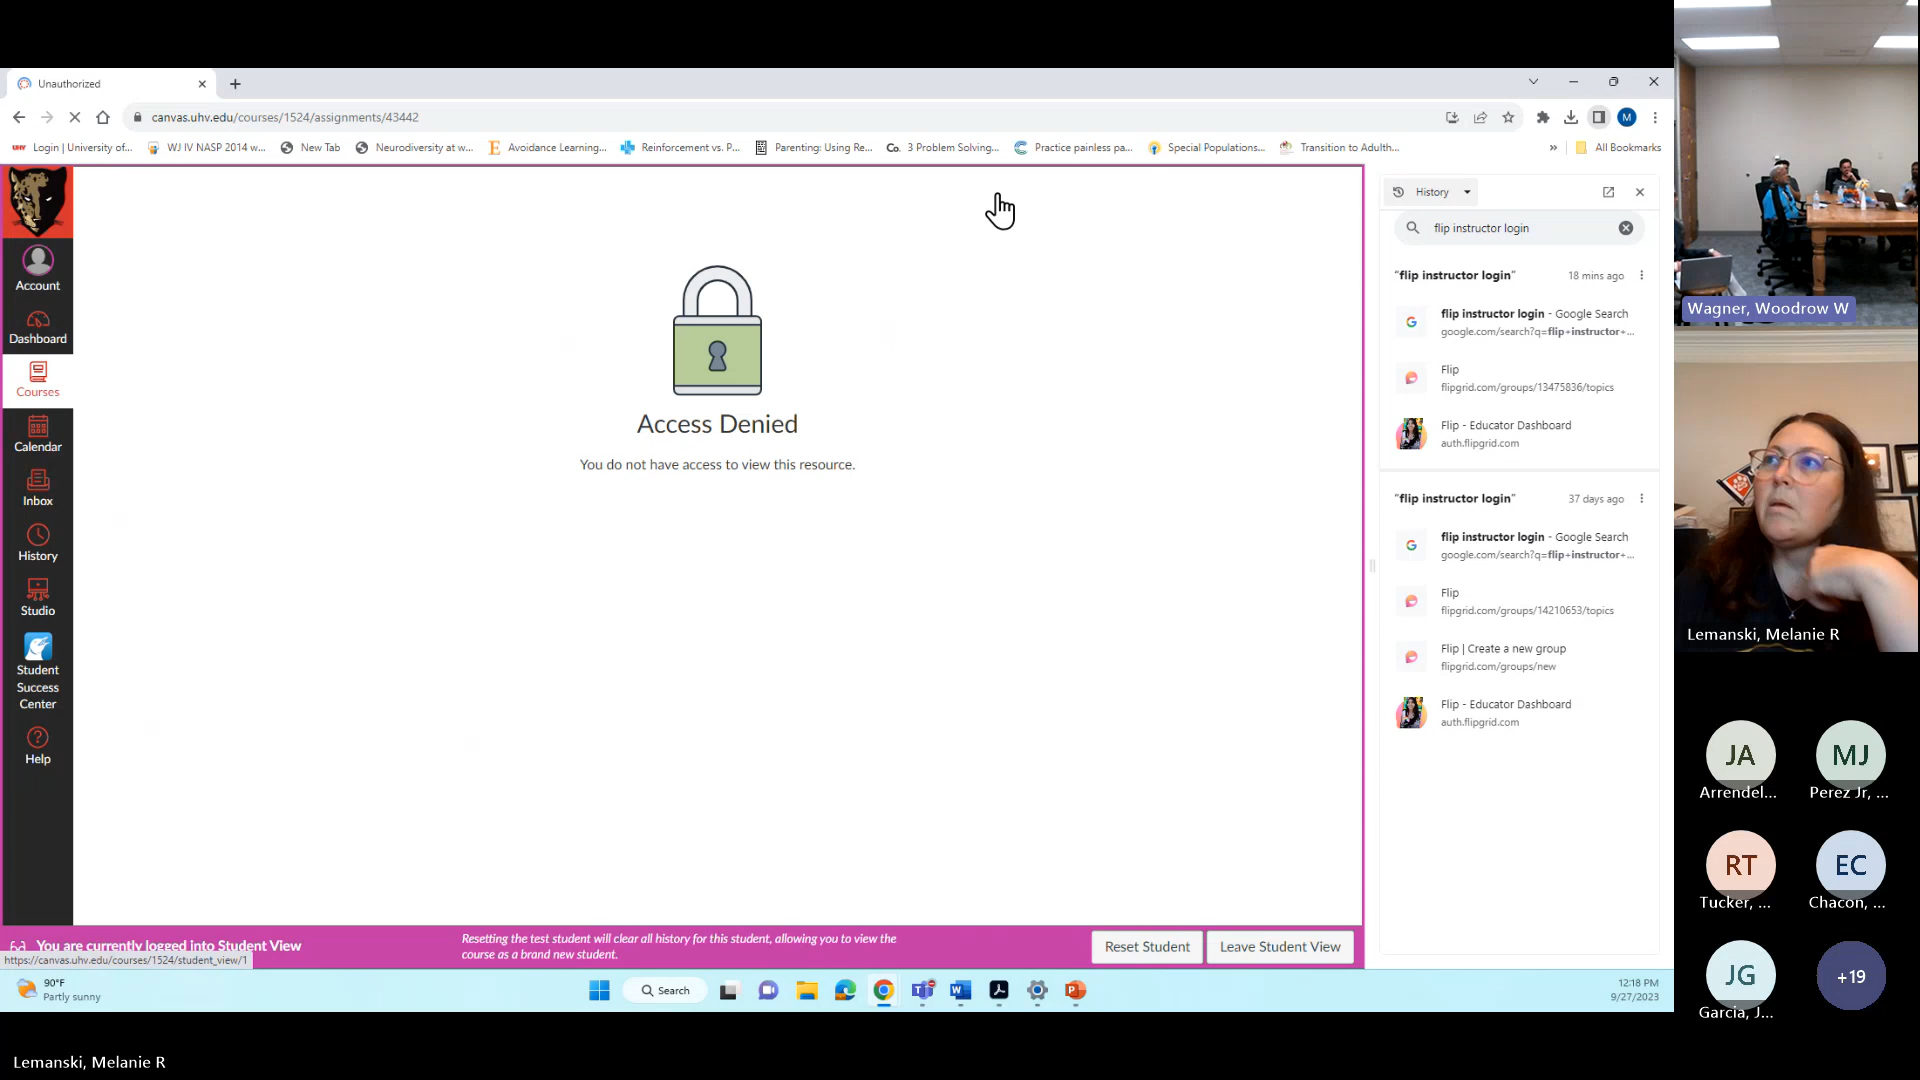 Unauthorized
canvas.uhv.edu/courses/1524/assignments/43442
M
Login | University of...
WJ IV NASP 2014 w...
New Tab
Neurodiversity at w...
Avoidance Learning...
Reinforcement vs. P...
Parenting: Using Re...
Co. 3 Problem Solving...
Practice painless pa...
Special Populations...
Transition to Adulth...
»
All Bookmarks
Account
Dashboard
Courses
Calendar
Inbox
History
Studio
Student
Success
Center
Help
Access Denied
You do not have access to view this resource.
History
flip instructor login
"flip instructor login"
18 mins ago
flip instructor login - Google Search
google.com/search?q=flip+instructor+...
Flip
flipgrid.com/groups/13475836/topics
Flip - Educator Dashboard
auth.flipgrid.com
"flip instructor login"
37 days ago
flip instructor login - Google Search
google.com/search?q=flip+instructor+...
Flip
flipgrid.com/groups/14210653/topics
Flip | Create a new group
flipgrid.com/groups/new
Flip - Educator Dashboard
auth.flipgrid.com
You are currently logged into Student View
https://canvas.uhv.edu/courses/1524/student_view/1
Resetting the test student will clear all history for this student, allowing you to view the
course as a brand new student.
Reset Student
Leave Student View
90°F
Partly sunny
Search
12:18 PM
9/27/2023
Wagner, Woodrow W
Lemanski, Melanie R
JA
Arrendel...
MJ
Perez Jr, ...
RT
Tucker, ...
EC
Chacon, ...
JG
Garcia, J...
+19
Lemanski, Melanie R